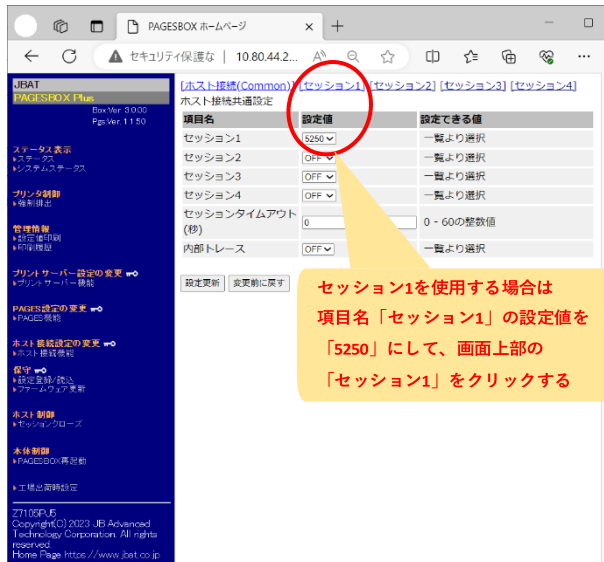 PAGESBOX ホームページ
セキュリティ保護な | 10.80.44.2...
JBAT
PAGESBOX Plus
Box:Ver. 3.0.00
Pgs:Ver. 1.1.50
ステータス表示
ステータス
システムステータス
プリンタ制御
強制排出
管理情報
設定値印刷
印刷履歴
プリントサーバー設定の変更
プリントサーバー機能
PAGES設定の変更
PAGES機能
ホスト接続設定の変更
ホスト接続機能
保守
設定登録/読込
ファームウェア更新
ホスト制御
セッションクローズ
本体制御
PAGESBOX再起動
工場出荷時設定
Z7105PU5
Copyright(C) 2023 JB Advanced
Technology Corporation. All rights
reserved.
Home Page https://www.jbat.co.jp
[ホスト接続(Common)] [セッション1] [セッション2] [セッション3] [セッション4]
ホスト接続共通設定
項目名 設定値 設定できる値
セッション1 5250 一覧より選択
セッション2 OFF 一覧より選択
セッション3 OFF 一覧より選択
セッション4 OFF 一覧より選択
セッションタイムアウト
(秒) 0 0 - 60の整数値
内部トレース OFF 一覧より選択
設定更新 変更前に戻す
セッション1を使用する場合は
項目名「セッション1」の設定値を
「5250」にして、画面上部の
「セッション1」をクリックする